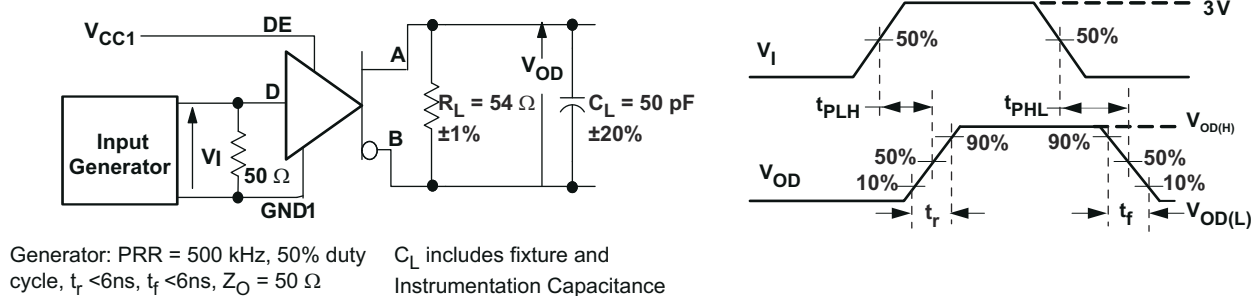 V_CC1
DE
D
Input
Generator
V_I
50 Ω
GND1
A
B
R_L = 54 Ω
±1%
V_OD
C_L = 50 pF
±20%
Generator: PRR = 500 kHz, 50% duty
cycle, t_r <6ns, t_f <6ns, Z_O = 50 Ω
C_L includes fixture and
Instrumentation Capacitance
3 V
V_I
50%
50%
t_PLH
t_PHL
V_OD(H)
90%
90%
50%
50%
V_OD
10%
10%
t_r
t_f
V_OD(L)